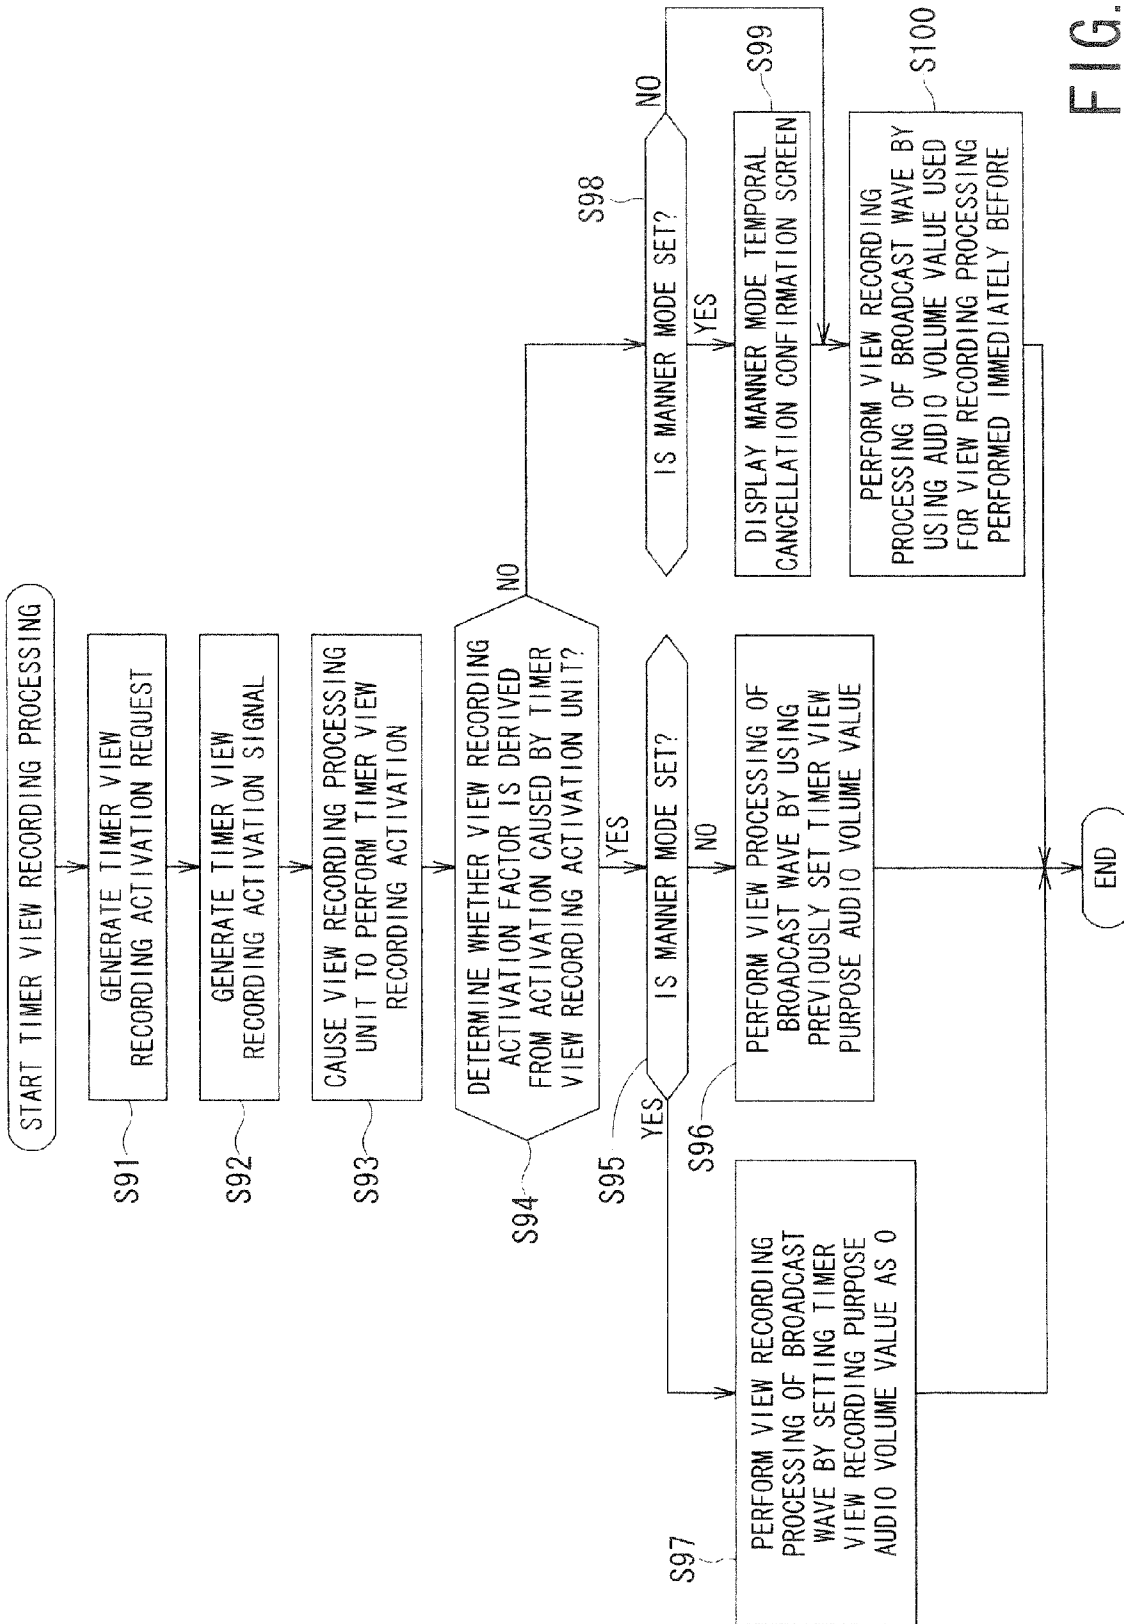 START TIMER VIEW RECORDING PROCESSING
S91
GENERATE TIMER VIEW
RECORDING ACTIVATION REQUEST
S92
GENERATE TIMER VIEW
RECORDING ACTIVATION SIGNAL
S93
CAUSE VIEW RECORDING PROCESSING
UNIT TO PERFORM TIMER VIEW
RECORDING ACTIVATION
S94
DETERMINE WHETHER VIEW RECORDING
ACTIVATION FACTOR IS DERIVED
FROM ACTIVATION CAUSED BY TIMER
VIEW RECORDING ACTIVATION UNIT?
NO
YES
S95
IS MANNER MODE SET?
YES
NO
S98
IS MANNER MODE SET?
NO
YES
S97
PERFORM VIEW RECORDING
PROCESSING OF BROADCAST
WAVE BY SETTING TIMER
VIEW RECORDING PURPOSE
AUDIO VOLUME VALUE AS 0
S96
PERFORM VIEW PROCESSING OF
BROADCAST WAVE BY USING
PREVIOUSLY SET TIMER VIEW
PURPOSE AUDIO VOLUME VALUE
S99
DISPLAY MANNER MODE TEMPORAL
CANCELLATION CONFIRMATION SCREEN
S100
PERFORM VIEW RECORDING
PROCESSING OF BROADCAST WAVE BY
USING AUDIO VOLUME VALUE USED
FOR VIEW RECORDING PROCESSING
PERFORMED IMMEDIATELY BEFORE
END
FIG.